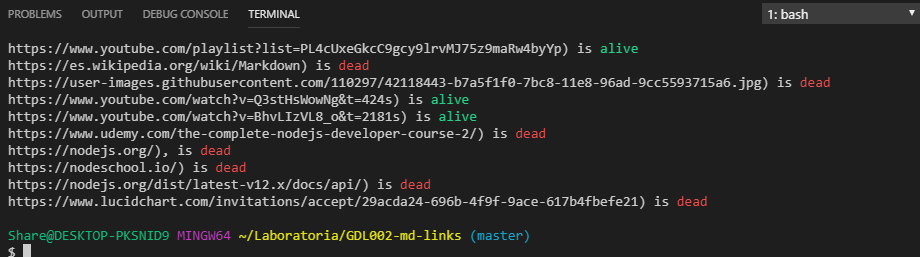 PROBLEMS OUTPUT DEBUG CONSOLE TERMINAL 1: bash
https://www.youtube.com/playlist?list=PL4cUxeGkcC9gcy9lrvMJ75z9maRw4byYp) is alive
https://es.wikipedia.org/wiki/Markdown) is dead
https://user-images.githubusercontent.com/110297/42118443-b7a5f1f0-7bc8-11e8-96ad-9cc5593715a6.jpg) is dead
https://www.youtube.com/watch?v=Q3stHsWowNg&t=424s) is alive
https://www.youtube.com/watch?v=BhvLIzVL8_o&t=2181s) is alive
https://www.udemy.com/the-complete-nodejs-developer-course-2/) is dead
https://nodejs.org/), is dead
https://nodeschool.io/) is dead
https://nodejs.org/dist/latest-v12.x/docs/api/) is dead
https://www.lucidchart.com/invitations/accept/29acda24-696b-4f9f-9ace-617b4fbefe21) is dead
Share@DESKTOP-PKSNID9 MINGW64 ~/Laboratoria/GDL002-md-links (master)
$